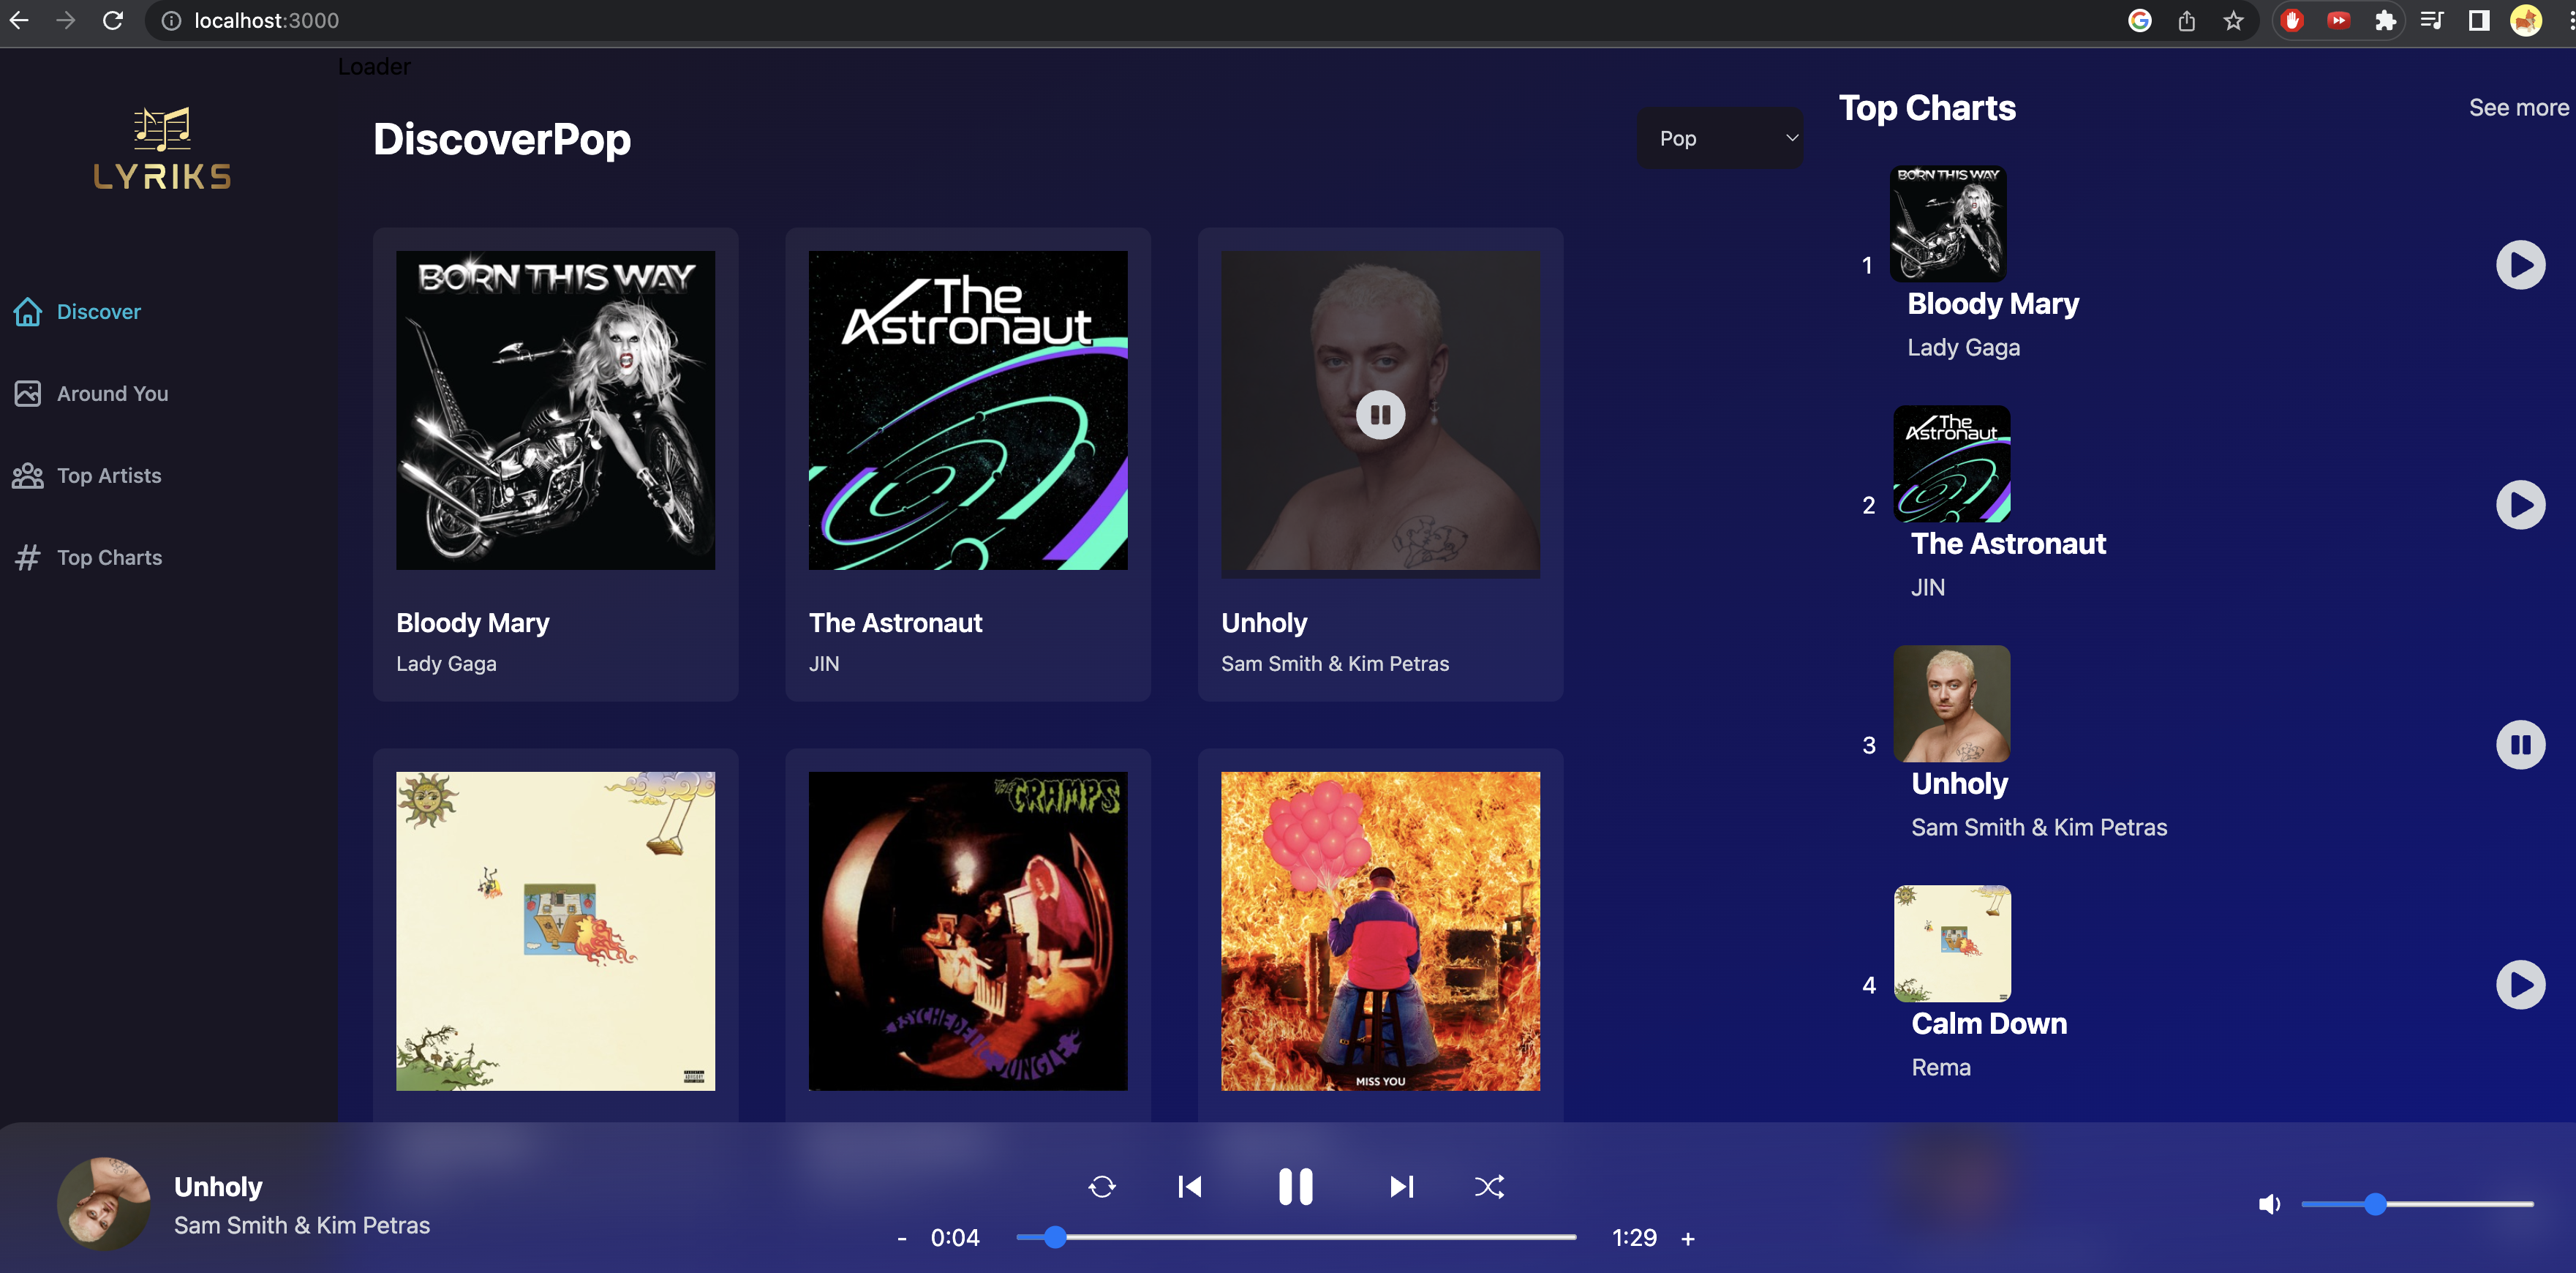 localhost:3000
Loader
LYRIKS
Discover
Around You
Top Artists
Top Charts
DiscoverPop
Pop
BORN THIS WAY
Bloody Mary
Lady Gaga
The Astronaut
The Astronaut
JIN
Unholy
Sam Smith & Kim Petras
THE CRAMPS
PSYCHEDELIC JUNGLE
MISS YOU
Top Charts
See more
1
BORN THIS WAY
Bloody Mary
Lady Gaga
2
The Astronaut
The Astronaut
JIN
3
Unholy
Sam Smith & Kim Petras
4
Calm Down
Rema
Unholy
Sam Smith & Kim Petras
- 0:04
1:29 +